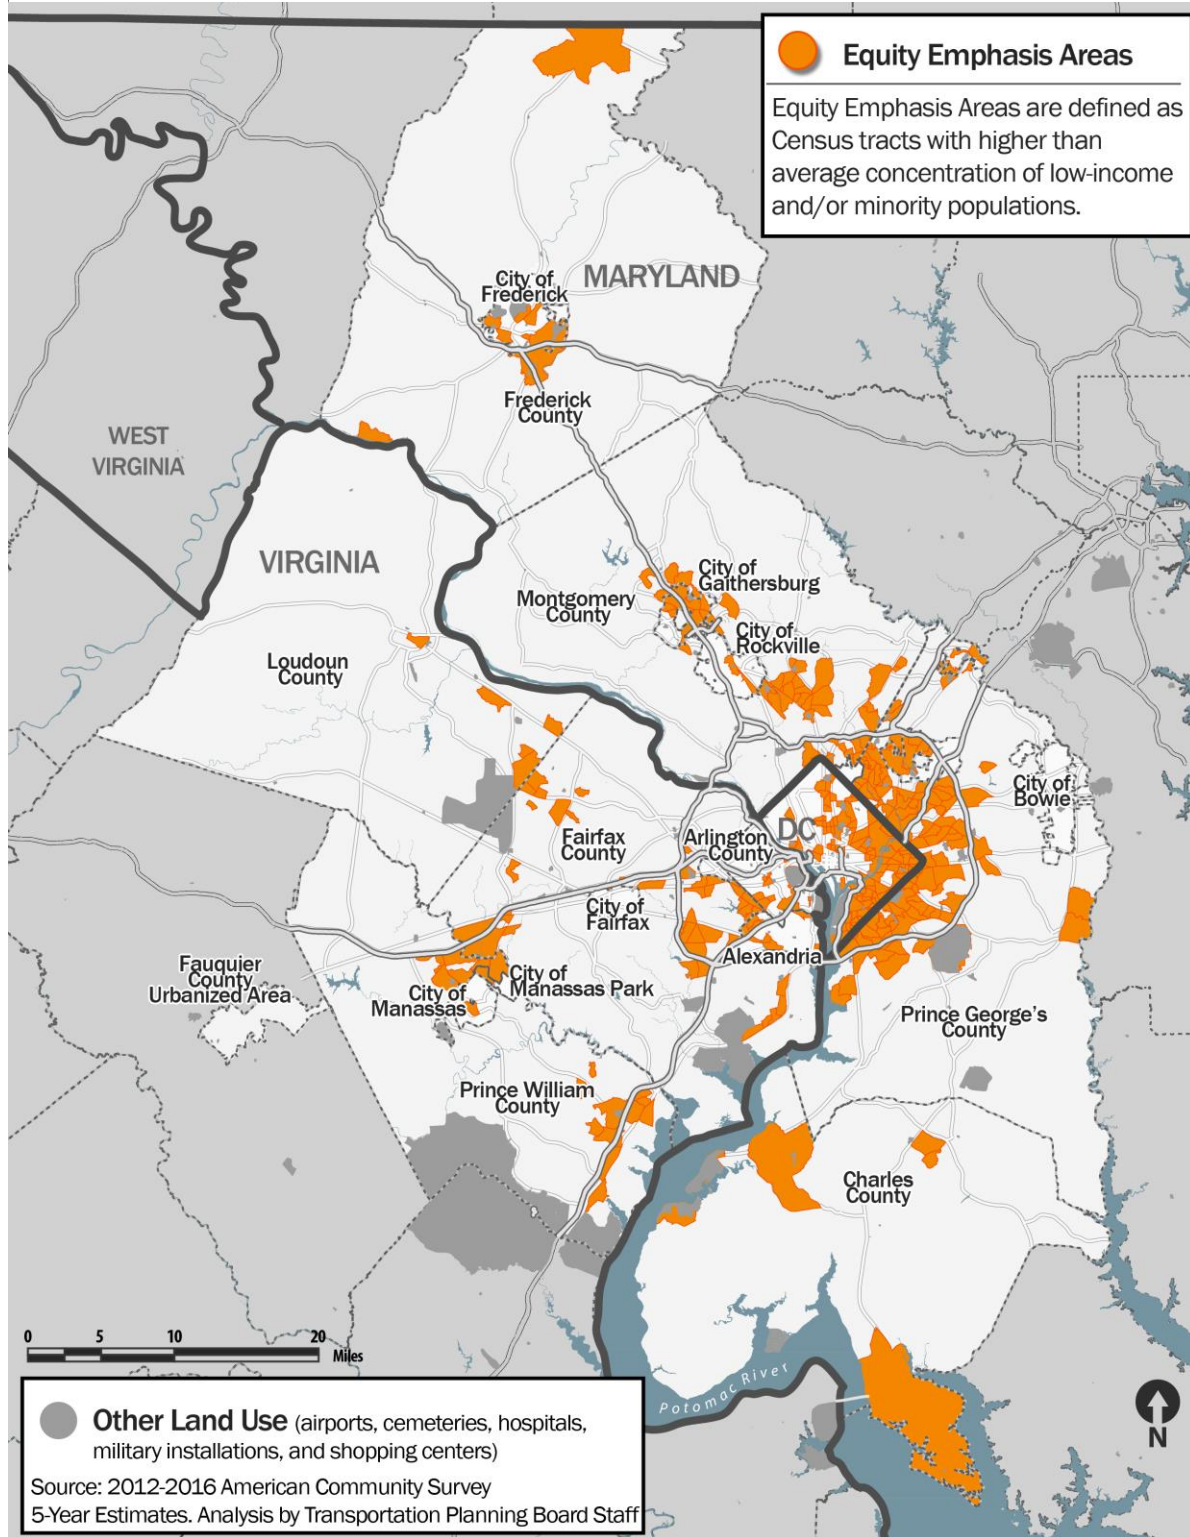 Equity Emphasis Areas
Equity Emphasis Areas are defined as
Census tracts with higher than
average concentration of low-income
and/or minority populations.
City of
Frederick
MARYLAND
Frederick
County
WEST
VIRGINIA
VIRGINIA
City of
Gaithersburg
Montgomery
County
City of
Rockville
Loudoun
County
City of
Bowie
DC
Fairfax
County
Arlington
County
City of
Fairfax
Alexandria
Fauquier
County
Urbanized Area
City of
Manassas Park
City of
Manassas
Prince George's
County
Prince William
County
Charles
County
0 5 10 20
Miles
Potomac River
N
Other Land Use (airports, cemeteries, hospitals,
military installations, and shopping centers)
Source: 2012-2016 American Community Survey
5-Year Estimates. Analysis by Transportation Planning Board Staff